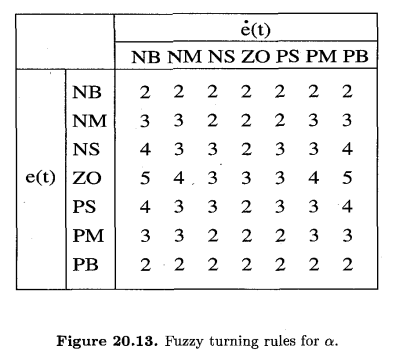 ė(t)
NB NM NS ZO PS PM PB
NB 2 2 2 2 2 2 2
NM 3 3 2 2 2 3 3
NS 4 3 3 2 3 3 4
e(t) ZO 5 4 3 3 3 4 5
PS 4 3 3 2 3 3 4
PM 3 3 2 2 2 3 3
PB 2 2 2 2 2 2 2
Figure 20.13. Fuzzy turning rules for α.